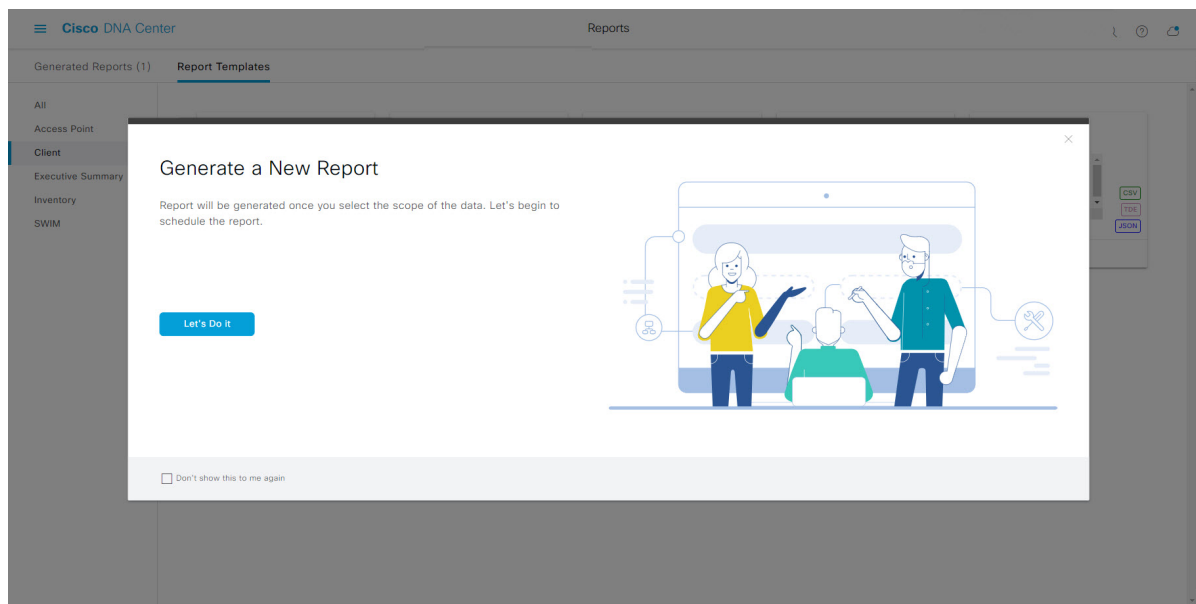 Cisco DNA Center
Reports
Generated Reports (1)
Report Templates
All
Access Point
Client
Executive Summary
Inventory
SWIM
Generate a New Report
Report will be generated once you select the scope of the data. Let's begin to
schedule the report.
Let's Do it
Don't show this to me again
CSV
TDE
JSON